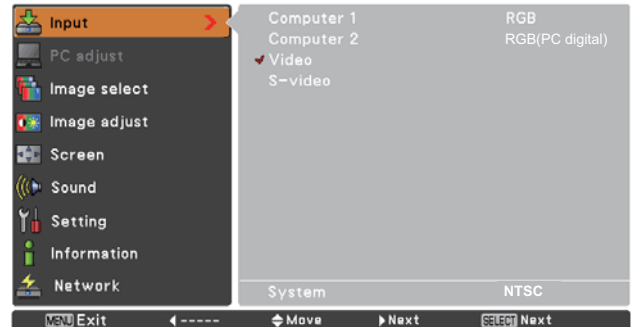 Input
PC adjust
Image select
Image adjust
Screen
Sound
Setting
Information
Network
Computer 1 RGB
Computer 2 RGB(PC digital)
Video
S-video
System NTSC
MENU Exit ----- Move Next SELECT Next